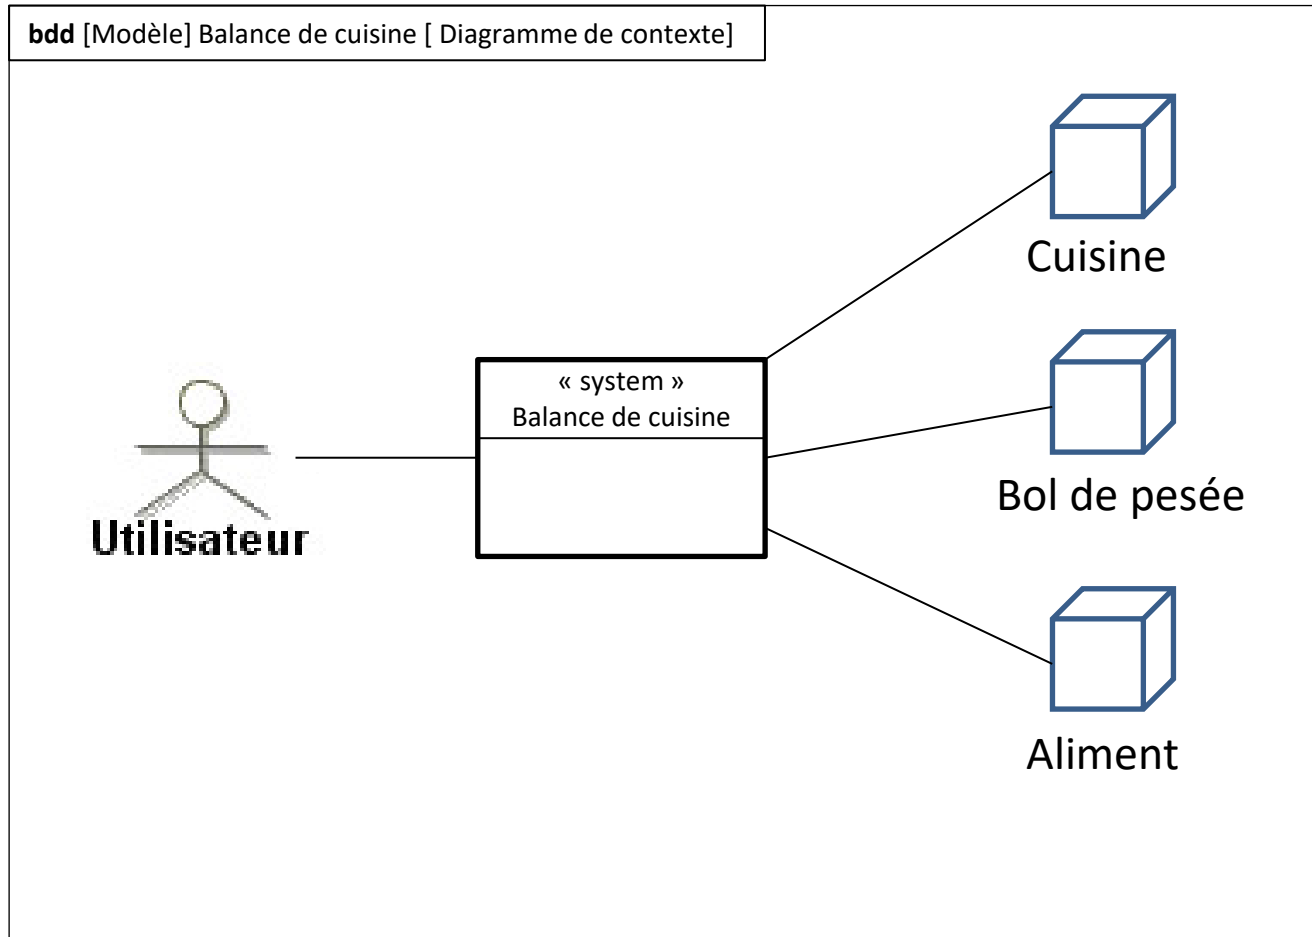 bdd [Modèle] Balance de cuisine [ Diagramme de contexte]
Cuisine
« system »
Balance de cuisine
Bol de pesée
Utilisateur
Aliment